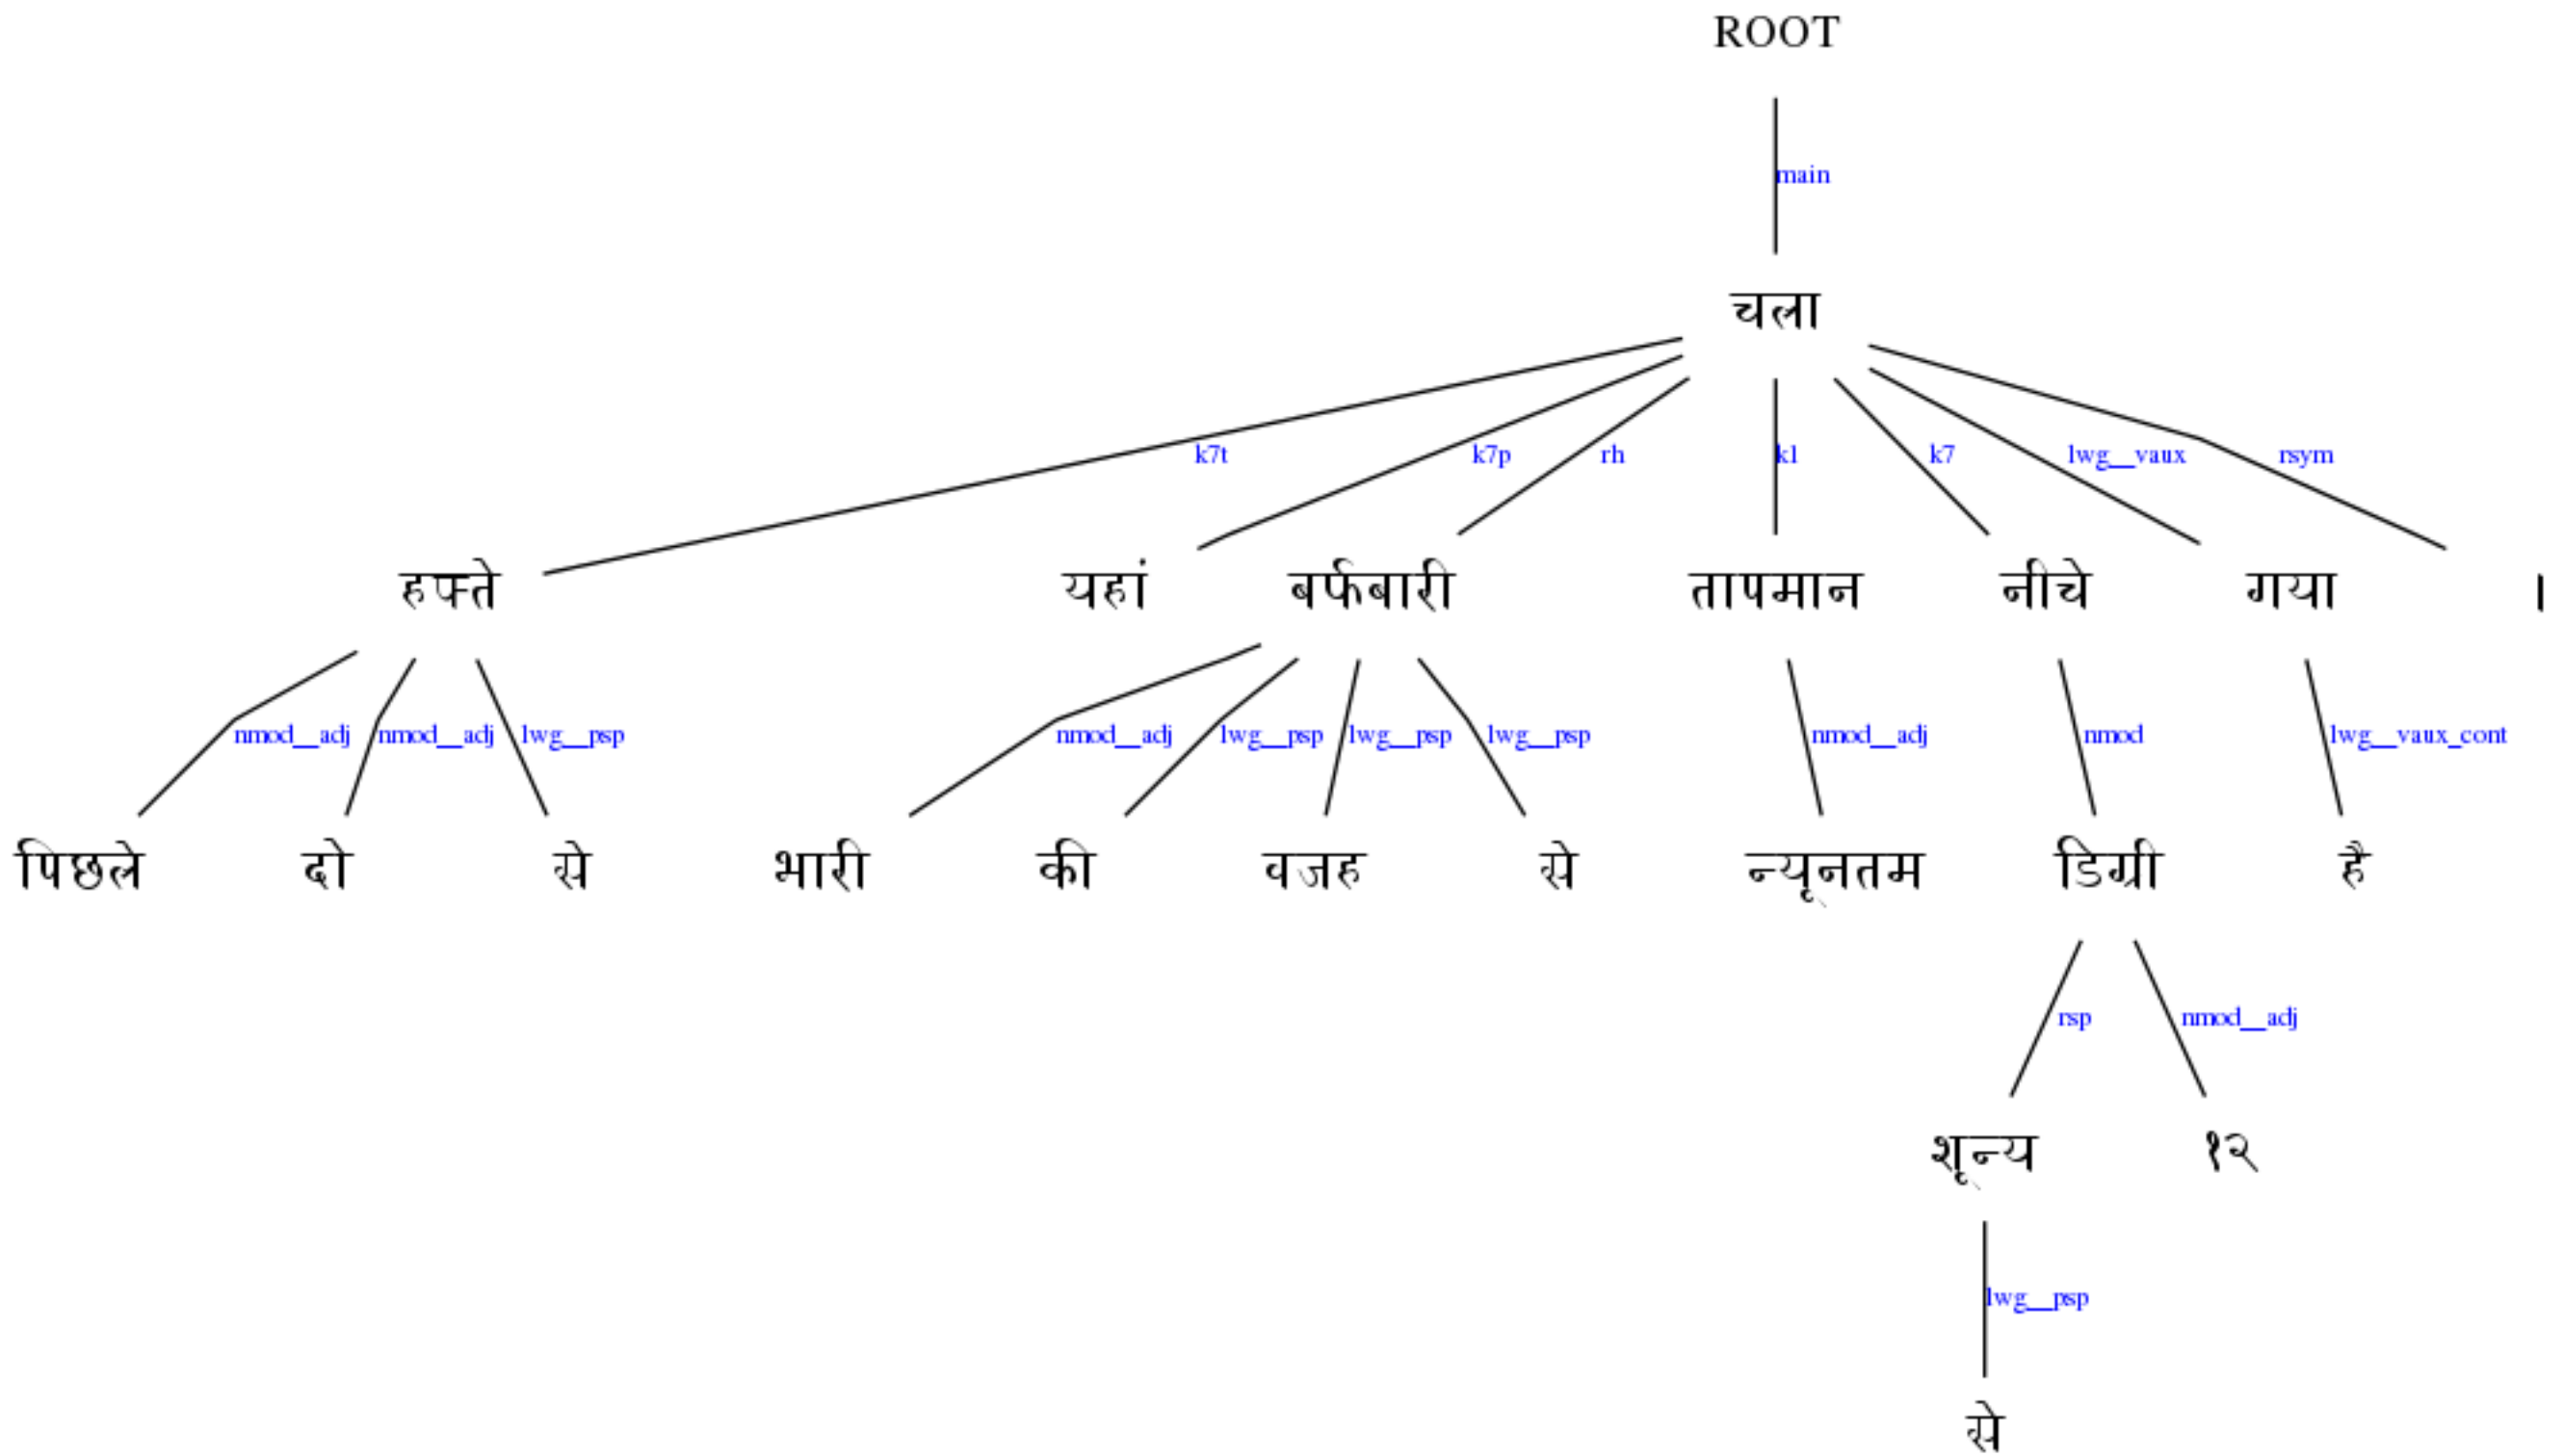 ROOT
main
चला
k7t k7p rh k1 k7 lwg__vaux rsym
हफ्ते यहां बर्फबारी तापमान नीचे गया ।
nmod__adj nmod__adj lwg__psp nmod__adj lwg__psp lwg__psp lwg__psp nmod__adj nmod lwg__vaux_cont
पिछले दो से भारी की वजह से न्यूनतम डिग्री है
rsp nmod__adj
शून्य १२
lwg__psp
से